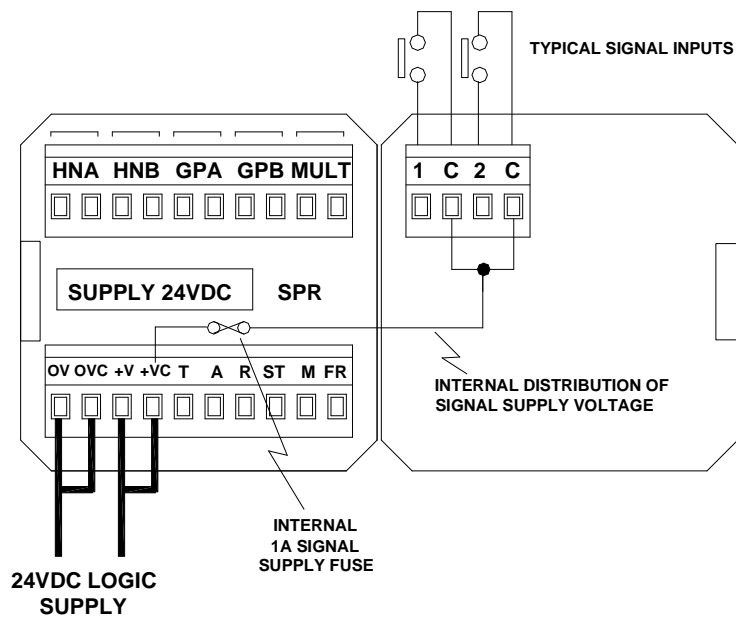 TYPICAL SIGNAL INPUTS
HNA HNB GPA GPB MULT
1 C 2 C
SUPPLY 24VDC SPR
OV OVC +V +VC T A R ST M FR
INTERNAL DISTRIBUTION OF
SIGNAL SUPPLY VOLTAGE
INTERNAL
1A SIGNAL
SUPPLY FUSE
24VDC LOGIC
SUPPLY